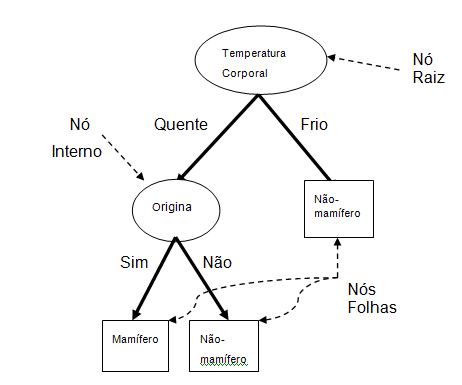 Temperatura
Corporal
Nó
Raiz
Quente
Frio
Nó
Interno
Origina
Não-
mamífero
Sim
Não
Nós
Folhas
Mamífero
Não-
mamífero